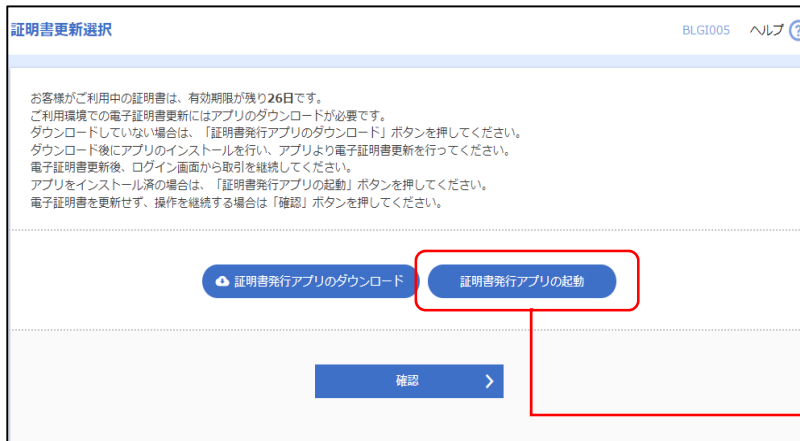 証明書更新選択
BLGI005 ヘルプ ?
お客様がご利用中の証明書は、有効期限が残り26日です。
ご利用環境での電子証明書更新にはアプリのダウンロードが必要です。
ダウンロードしていない場合は、「証明書発行アプリのダウンロード」ボタンを押してください。
ダウンロード後にアプリのインストールを行い、アプリより電子証明書更新を行ってください。
電子証明書更新後、ログイン画面から取引を継続してください。
アプリをインストール済の場合は、「証明書発行アプリの起動」ボタンを押してください。
電子証明書を更新せず、操作を継続する場合は「確認」ボタンを押してください。
証明書発行アプリのダウンロード
証明書発行アプリの起動
確認